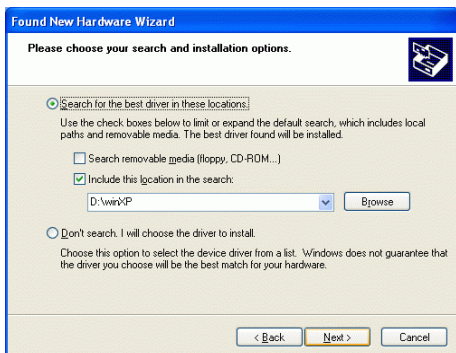 Found New Hardware Wizard
Please choose your search and installation options.
Search for the best driver in these locations.
Use the check boxes below to limit or expand the default search, which includes local
paths and removable media. The best driver found will be installed.
Search removable media (floppy, CD-ROM...)
Include this location in the search:
D:\winXP
Browse
Don't search. I will choose the driver to install.
Choose this option to select the device driver from a list. Windows does not guarantee that
the driver you choose will be the best match for your hardware.
< Back
Next >
Cancel